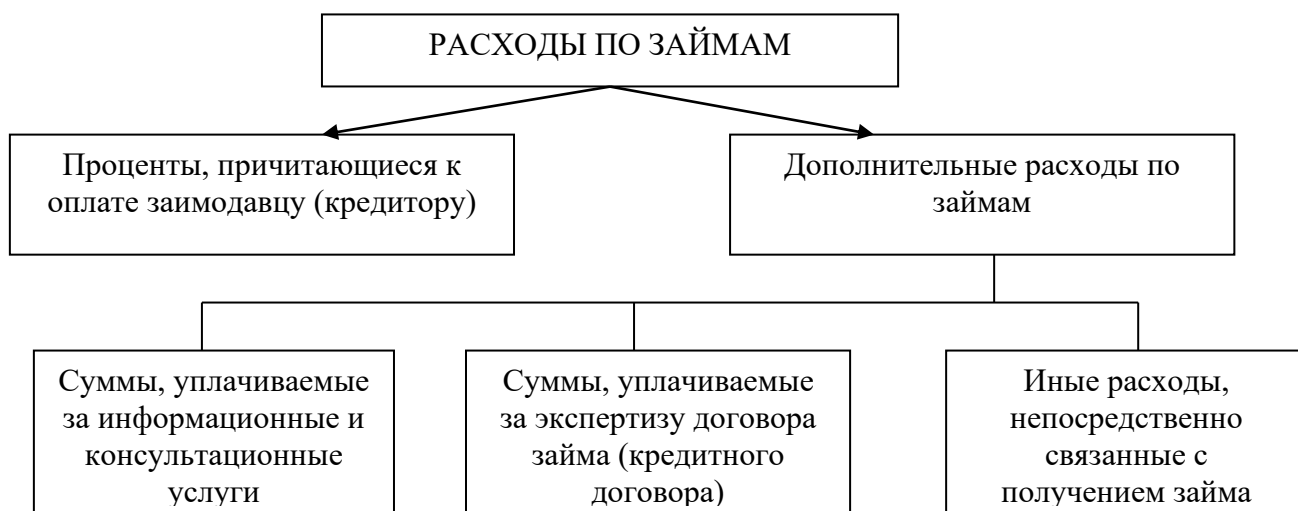 РАСХОДЫ ПО ЗАЙМАМ
Проценты, причитающиеся к
оплате заимодавцу (кредитору)
Дополнительные расходы по
займам
Суммы, уплачиваемые
за информационные и
консультационные
услуги
Суммы, уплачиваемые
за экспертизу договора
займа (кредитного
договора)
Иные расходы,
непосредственно
связанные с
получением займа